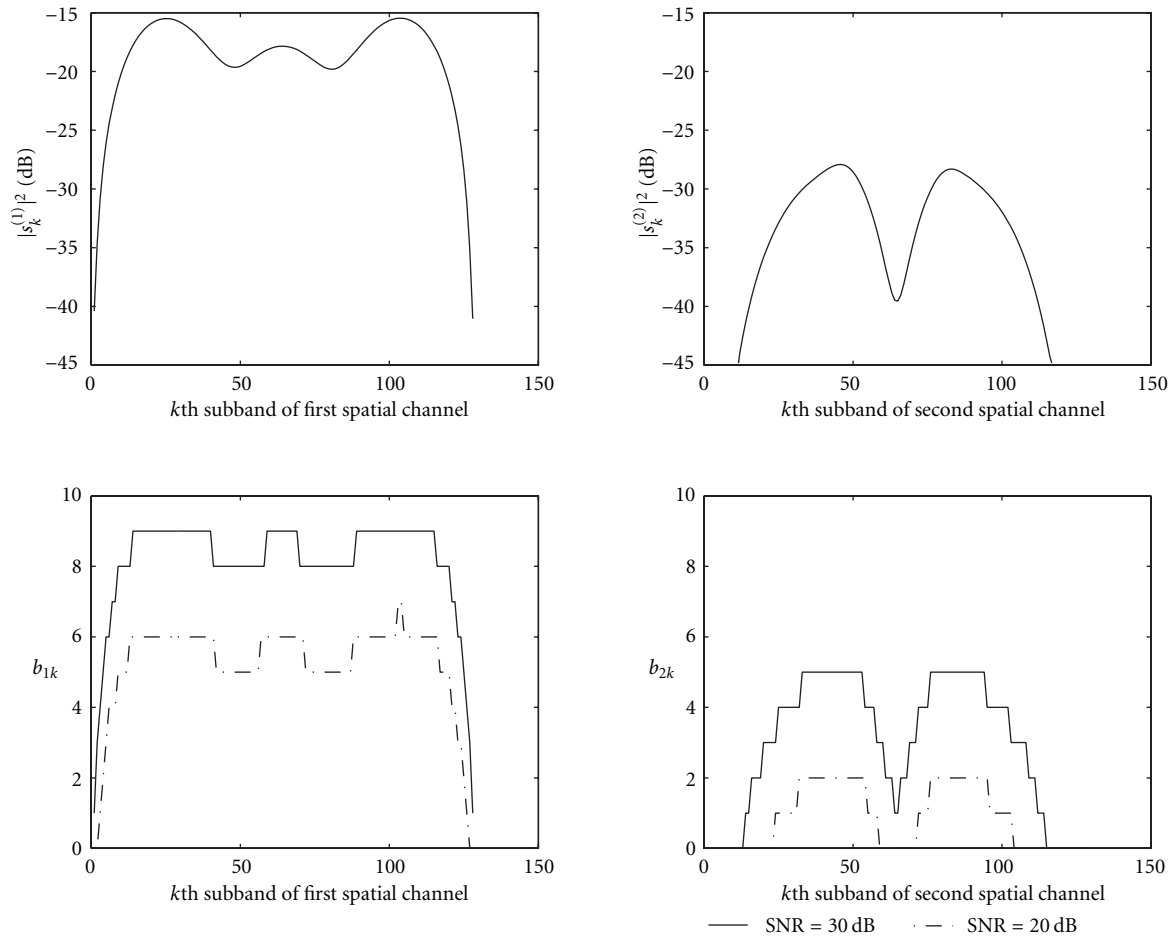 −15
−20
−25
−30
−35
−40
−45
|s_k^(1)|^2 (dB)
0 50 100 150
kth subband of first spatial channel
−15
−20
−25
−30
−35
−40
−45
|s_k^(2)|^2 (dB)
0 50 100 150
kth subband of second spatial channel
10
8
6
4
2
0
b_1k
0 50 100 150
kth subband of first spatial channel
10
8
6
4
2
0
b_2k
0 50 100 150
kth subband of second spatial channel
SNR = 30 dB
SNR = 20 dB